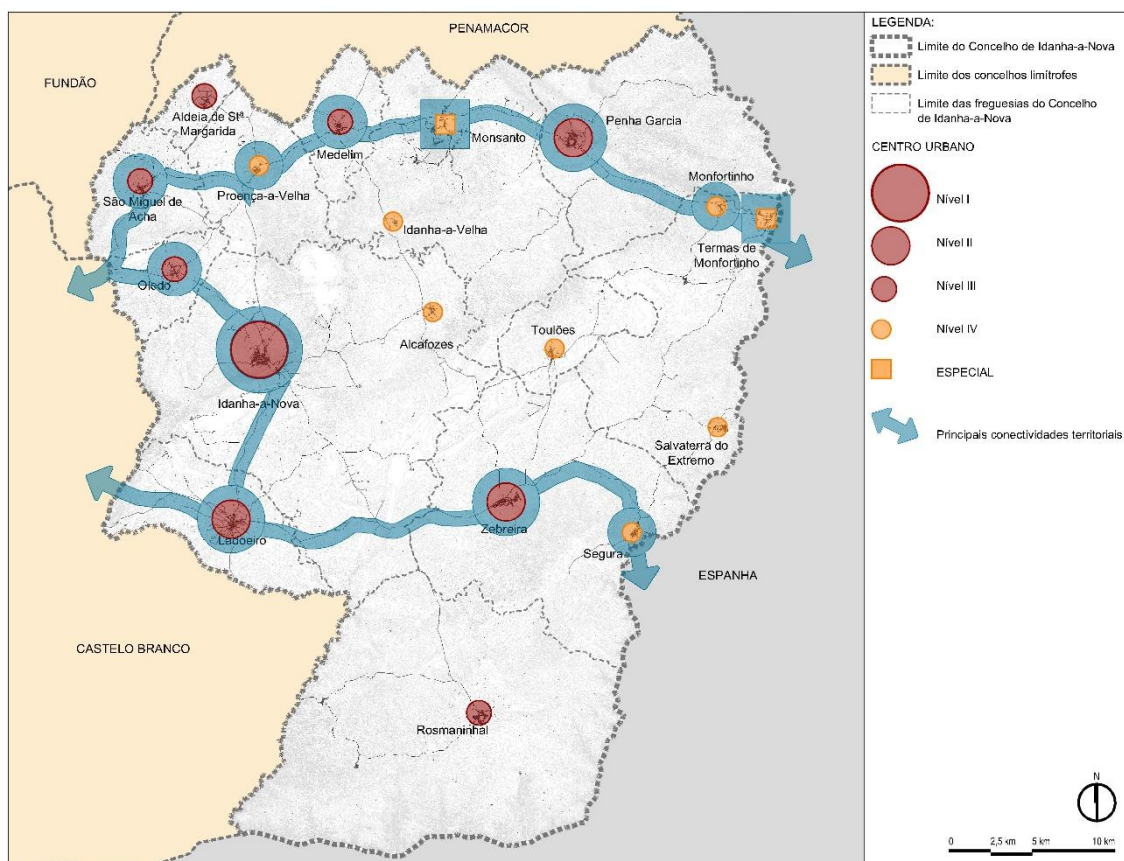 PENAMACOR
FUNDÃO
Aldeia de Stª
Margarida
Medelim
Monsanto
Penha Garcia
Monfortinho
São Miguel de
Acha
Proença-a-Velha
Idanha-a-Velha
Termas de
Monfortinho
Oledo
Alcafozes
Toulões
Idanha-a-Nova
Salvaterra do
Extremo
Ladoeiro
Zebreira
Segura
ESPANHA
CASTELO BRANCO
Rosmaninhal
LEGENDA:
Limite do Concelho de Idanha-a-Nova
Limite dos concelhos limítrofes
Limite das freguesias do Concelho
de Idanha-a-Nova
CENTRO URBANO
Nível I
Nível II
Nível III
Nível IV
ESPECIAL
Principais conectividades territoriais
N
0 2,5 km 5 km 10 km